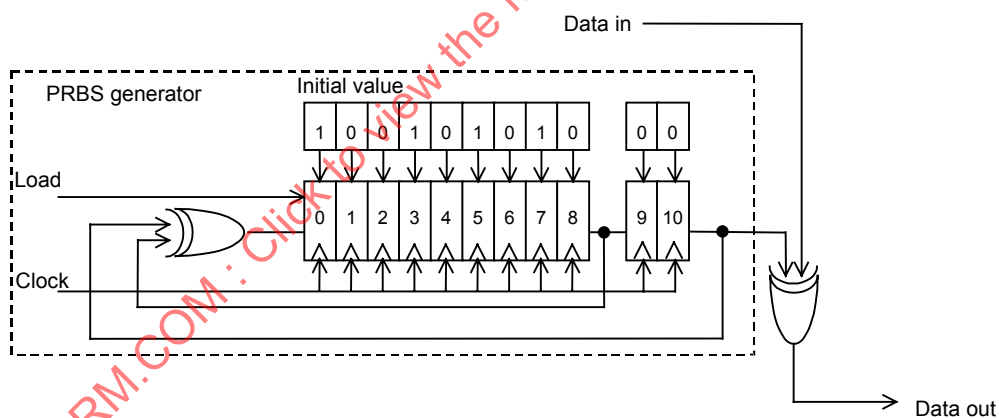 Data in
PRBS generator
Initial value
1 0 0 1 0 1 0 1 0 0 0
Load
0 1 2 3 4 5 6 7 8 9 10
Clock
Data out
RM.COM : Click to view the